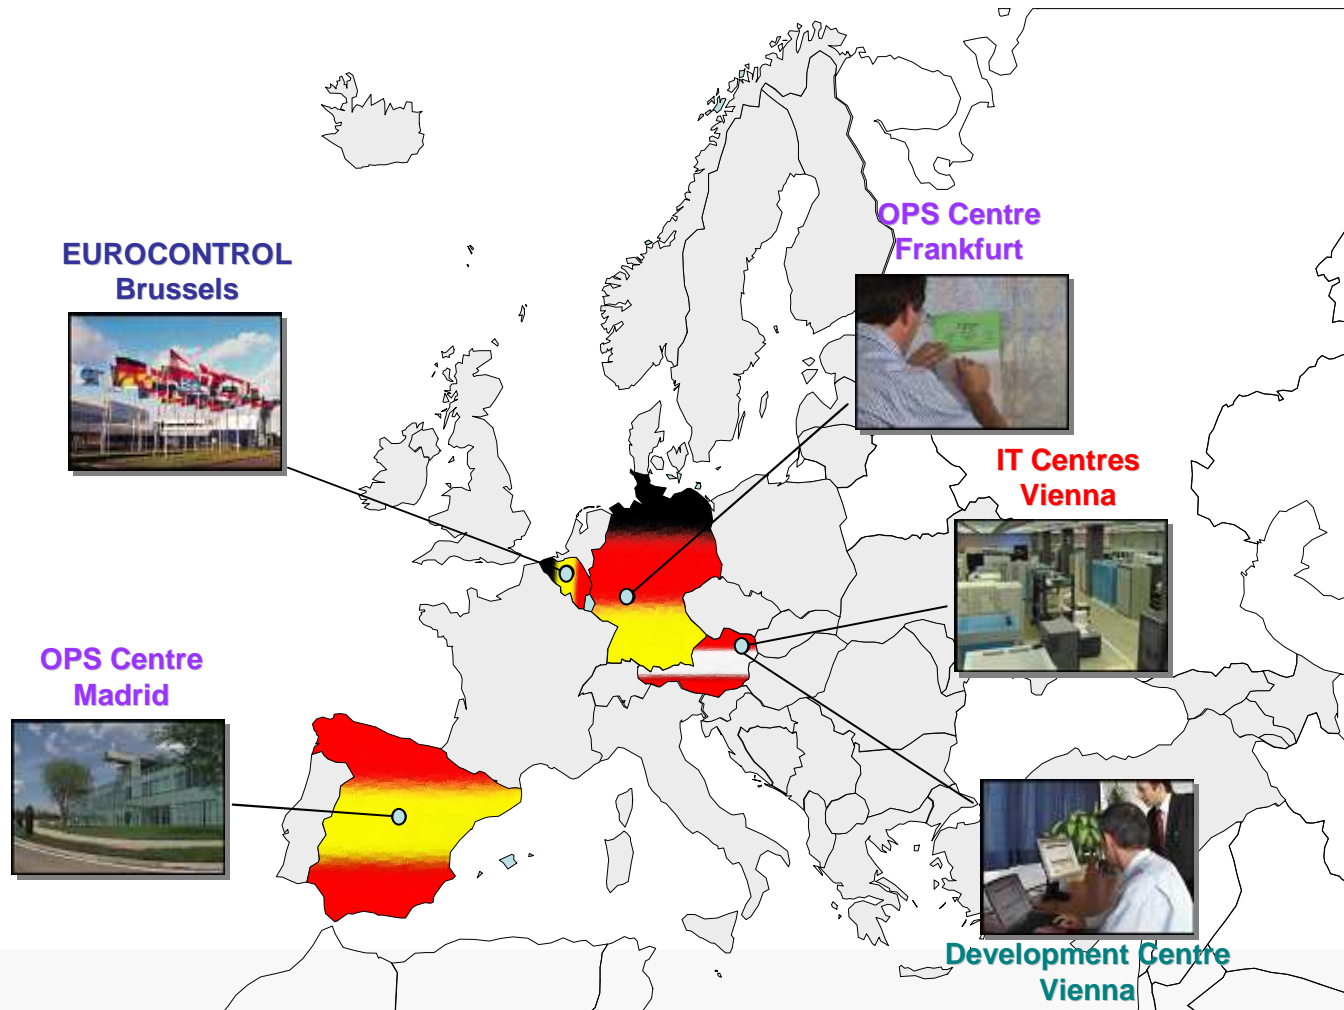 OPS Centre
Frankfurt
EUROCONTROL
Brussels
IT Centres
Vienna
OPS Centre
Madrid
Development Centre
Vienna